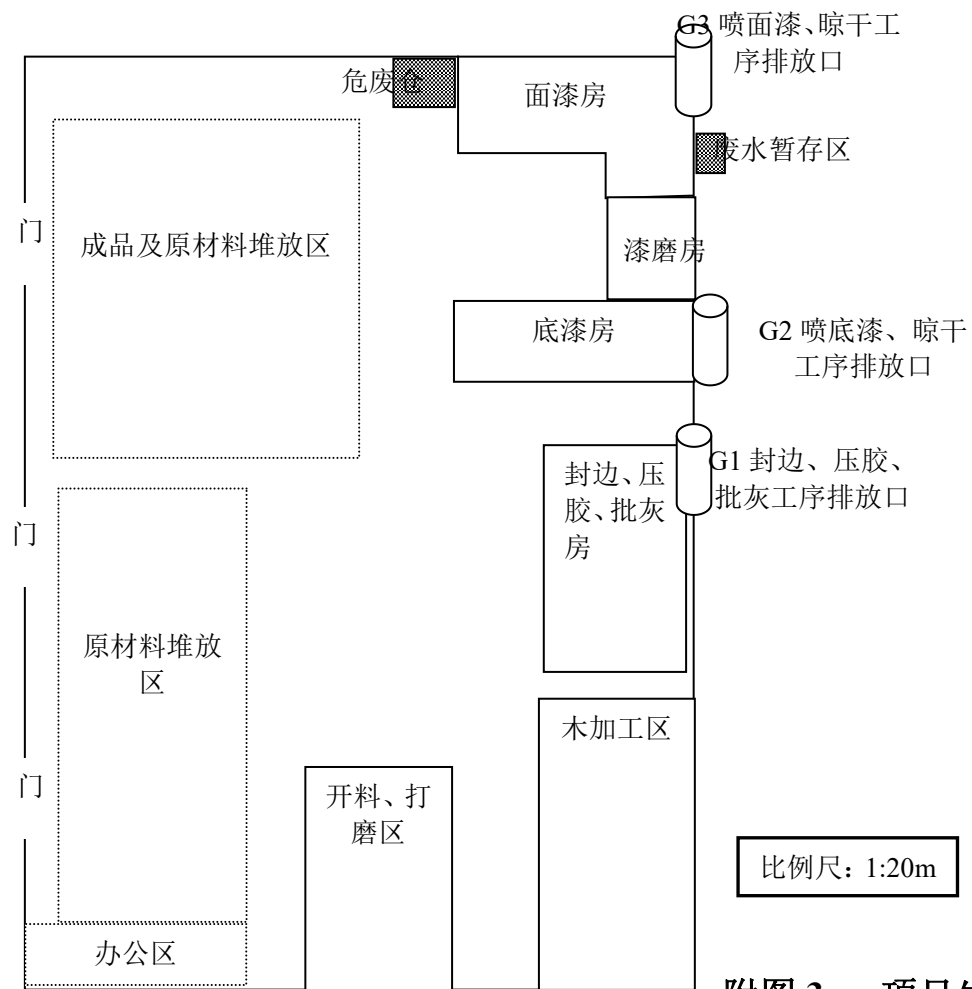 G3 喷面漆、晾干工
序排放口
危废仓
面漆房
废水暂存区
门
成品及原材料堆放区
漆磨房
底漆房
G2 喷底漆、晾干
工序排放口
封边、压
胶、批灰
房
G1 封边、压胶、
批灰工序排放口
门
原材料堆放
区
木加工区
门
开料、打
磨区
比例尺：1:20m
办公区